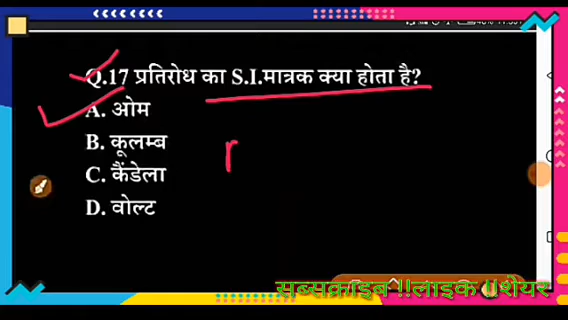 Q.17 प्रतिरोध का S.I.मात्रक क्या होता है?
A. ओम
B. कूलम्ब
r
C. कैंडेला
D. वोल्ट
सब्सक्राइब !!लाइक !!शेयर